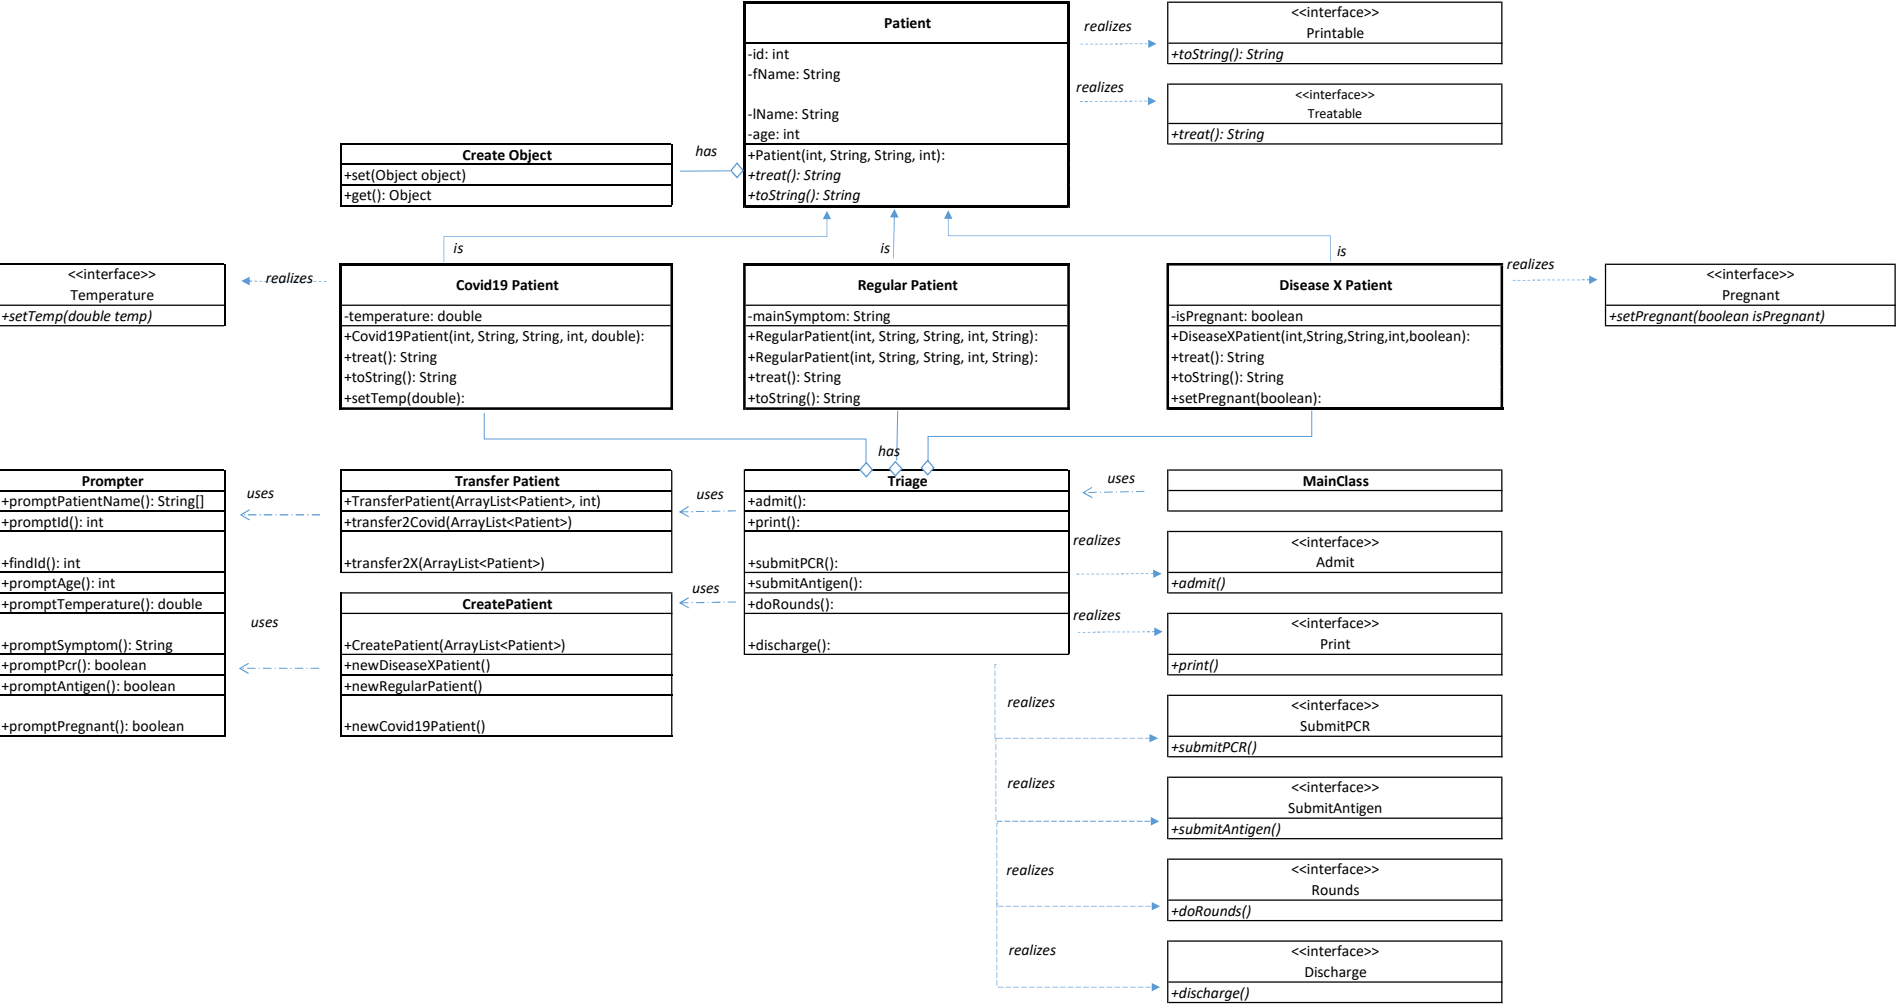 Patient
-id: int
-fName: String
-lName: String
-age: int
+Patient(int, String, String, int):
+treat(): String
+toString(): String
realizes
<<interface>>
Printable
+toString(): String
realizes
<<interface>>
Treatable
+treat(): String
Create Object
+set(Object object)
+get(): Object
has
is
is
is
<<interface>>
Temperature
+setTemp(double temp)
realizes
Covid19 Patient
-temperature: double
+Covid19Patient(int, String, String, int, double):
+treat(): String
+toString(): String
+setTemp(double):
Regular Patient
-mainSymptom: String
+RegularPatient(int, String, String, int, String):
+RegularPatient(int, String, String, int, String):
+treat(): String
+toString(): String
Disease X Patient
-isPregnant: boolean
+DiseaseXPatient(int,String,String,int,boolean):
+treat(): String
+toString(): String
+setPregnant(boolean):
realizes
<<interface>>
Pregnant
+setPregnant(boolean isPregnant)
has
Prompter
+promptPatientName(): String[]
+promptId(): int
+findId(): int
+promptAge(): int
+promptTemperature(): double
+promptSymptom(): String
+promptPcr(): boolean
+promptAntigen(): boolean
+promptPregnant(): boolean
uses
uses
Transfer Patient
+TransferPatient(ArrayList<Patient>, int)
+transfer2Covid(ArrayList<Patient>)
+transfer2X(ArrayList<Patient>)
CreatePatient
+CreatePatient(ArrayList<Patient>)
+newDiseaseXPatient()
+newRegularPatient()
+newCovid19Patient()
uses
uses
Triage
+admit():
+print():
+submitPCR():
+submitAntigen():
+doRounds():
+discharge():
uses
MainClass
realizes
<<interface>>
Admit
+admit()
realizes
<<interface>>
Print
+print()
realizes
<<interface>>
SubmitPCR
+submitPCR()
realizes
<<interface>>
SubmitAntigen
+submitAntigen()
realizes
<<interface>>
Rounds
+doRounds()
realizes
<<interface>>
Discharge
+discharge()